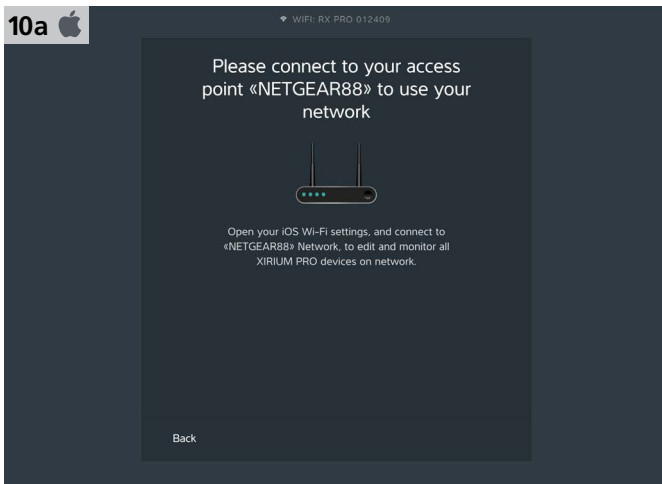 10a
WIFI: RX PRO 012409
Please connect to your access
point «NETGEAR88» to use your
network
Open your iOS Wi-Fi settings, and connect to
«NETGEAR88» Network, to edit and monitor all
XIRIUM PRO devices on network.
Back